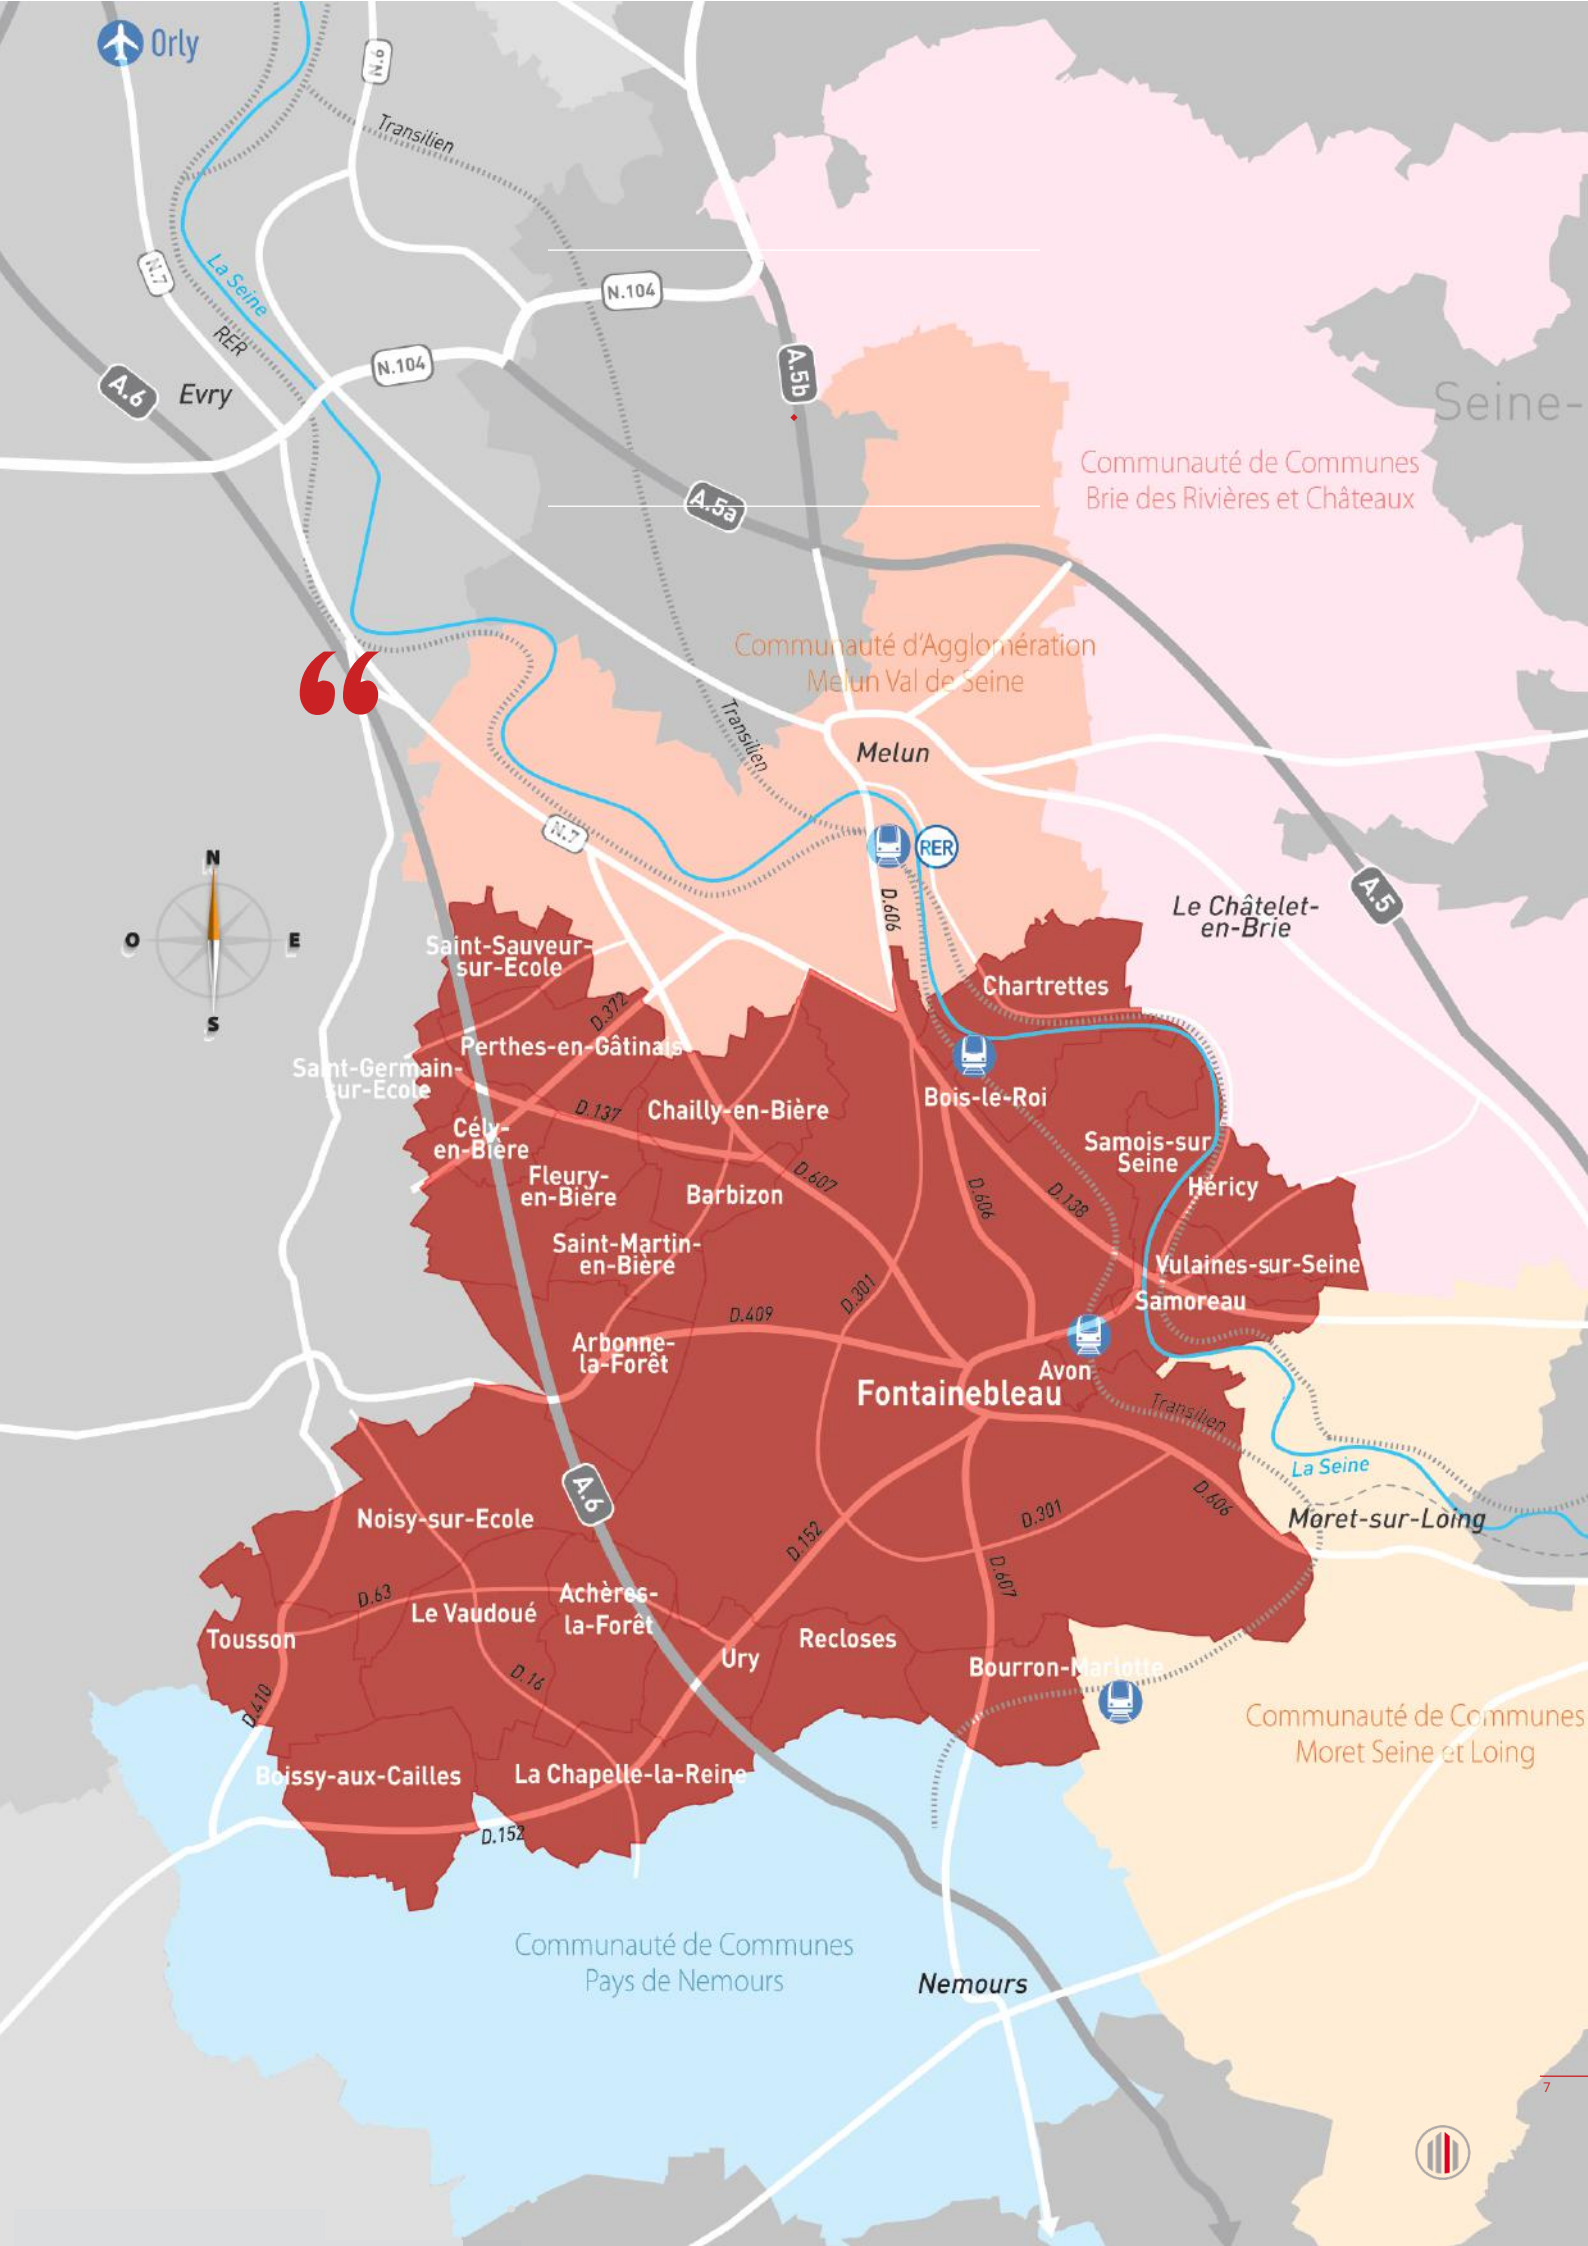 Orly
N.6
Transilien
N.7
La Seine
RER
N.104
N.104
A.6
Evry
A.5b
Seine-
Communauté de Communes
Brie des Rivières et Châteaux
A.5a
Communauté d'Agglomération
Melun Val de Seine
“
Transilien
Melun
N.7
RER
D.606
N
O
E
S
Le Châtelet-
en-Brie
A.5
Saint-Sauveur-
sur-Ecole
Chartrettes
D.372
Perthes-en-Gâtinais
Saint-Germain-
sur-Ecole
Bois-le-Roi
D.137
Chailly-en-Bière
Cély-
en-Bière
Samois-sur
Seine
Fleury-
en-Bière
Barbizon
D.607
D.606
D.138
Héricy
Saint-Martin-
en-Bière
Vulaines-sur-Seine
D.301
Samoreau
D.409
Arbonne-
la-Forêt
Avon
Fontainebleau
Transilien
La Seine
A.6
D.606
Noisy-sur-Ecole
D.301
Moret-sur-Loing
D.152
D.607
D.63
Achères-
la-Forêt
Le Vaudoué
Tousson
Recloses
Ury
Bourron-Marlotte
D.16
D.410
Communauté de Communes
Moret Seine et Loing
Boissy-aux-Cailles
La Chapelle-la-Reine
D.152
Communauté de Communes
Pays de Nemours
Nemours
7